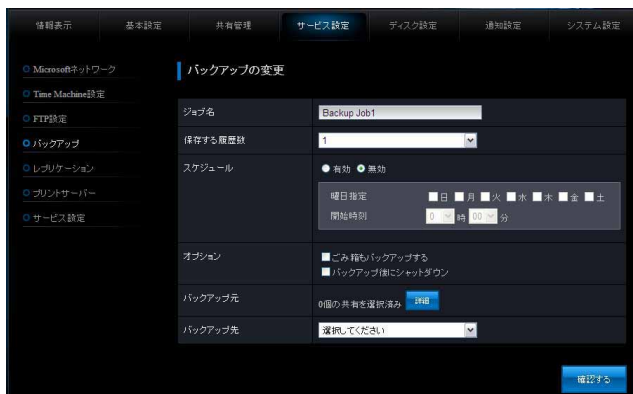 情報表示 基本設定 共有管理 サービス設定 ディスク設定 通知設定 システム設定
Microsoftネットワーク
Time Machine設定
FTP設定
バックアップ
レプリケーション
プリントサーバー
サービス設定
バックアップの変更
ジョブ名 Backup Job1
保存する履歴数 1
スケジュール 有効 無効
曜日指定 日 月 火 水 木 金 土
開始時刻 0 時 00 分
オプション ごみ箱もバックアップする
バックアップ後にシャットダウン
バックアップ元 0個の共有を選択済み 詳細
バックアップ先 選択してください
確認する